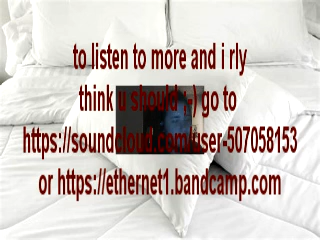 to listen to more and i rly
think u should ;-) go to
https://soundcloud.com/user-507058153
or https://ethernet1.bandcamp.com